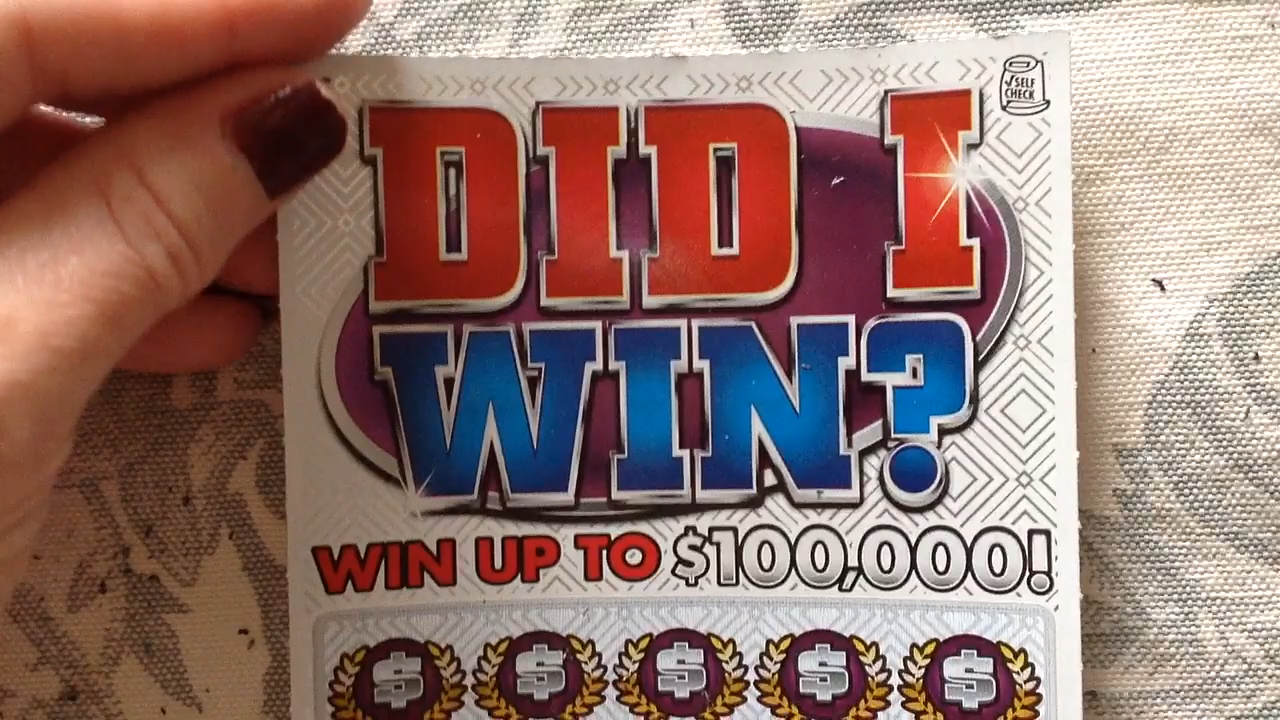 ✓SELF
CHECK
DID I
WIN?
WIN UP TO $100,000!
$ $ $ $ $